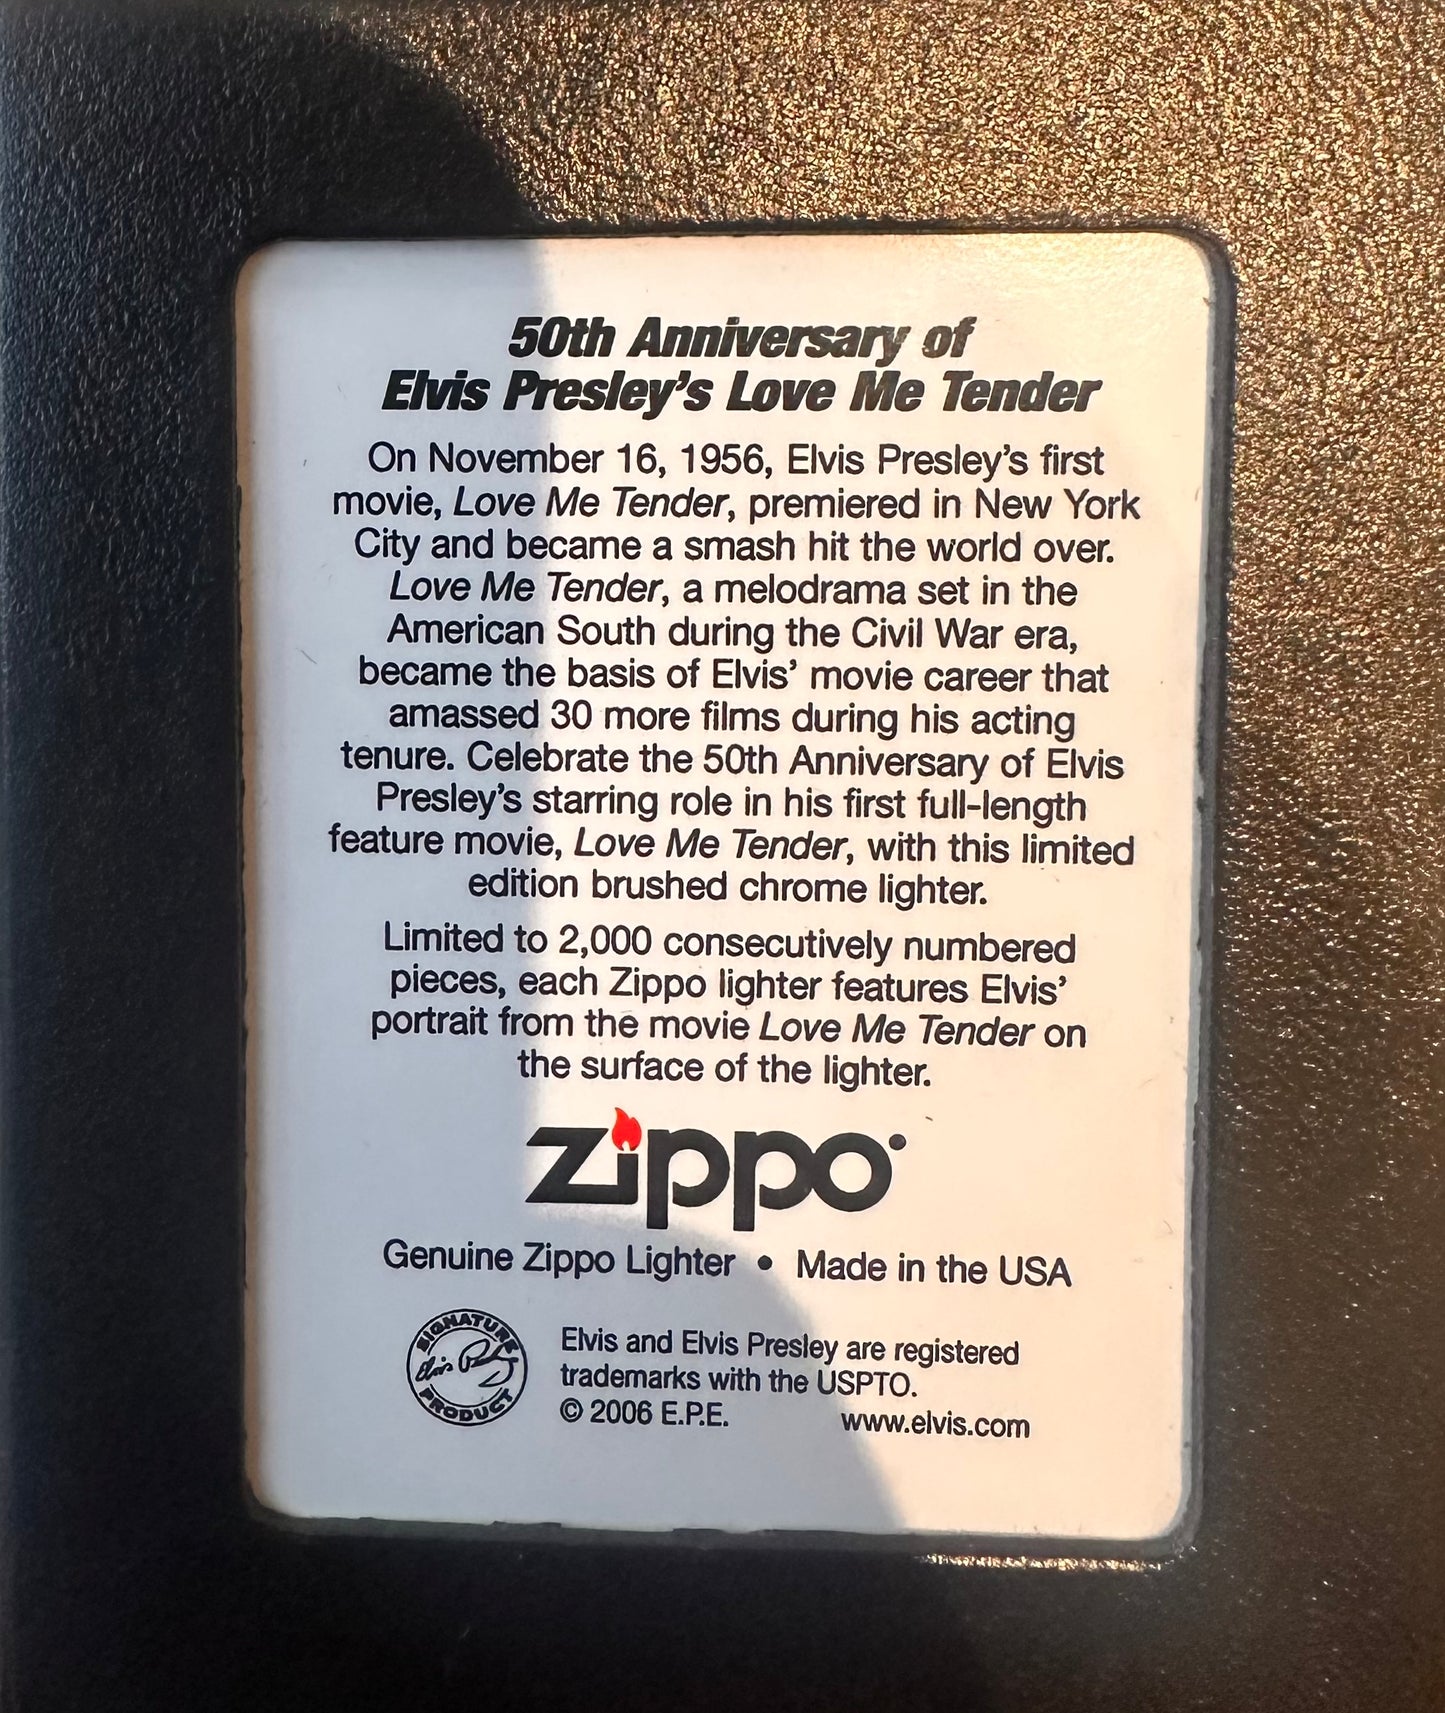 50th Anniversary of
Elvis Presley's Love Me Tender
On November 16, 1956, Elvis Presley's first
movie, Love Me Tender, premiered in New York
City and became a smash hit the world over.
Love Me Tender, a melodrama set in the
American South during the Civil War era,
became the basis of Elvis' movie career that
amassed 30 more films during his acting
tenure. Celebrate the 50th Anniversary of Elvis
Presley's starring role in his first full-length
feature movie, Love Me Tender, with this limited
edition brushed chrome lighter.
Limited to 2,000 consecutively numbered
pieces, each Zippo lighter features Elvis'
portrait from the movie Love Me Tender on
the surface of the lighter.
zippo
Genuine Zippo Lighter • Made in the USA
SIGNATURE
Elvis Presley
PRODUCT
Elvis and Elvis Presley are registered
trademarks with the USPTO.
© 2006 E.P.E. www.elvis.com